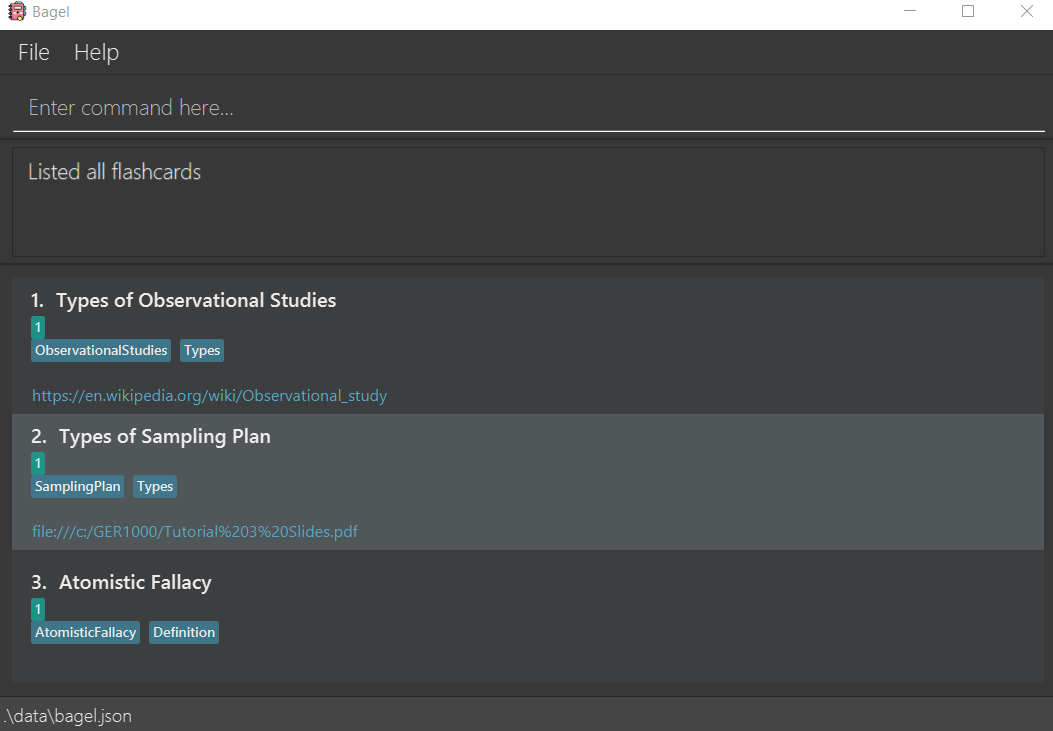 Bagel
File Help
Enter command here...
Listed all flashcards
1. Types of Observational Studies
1
ObservationalStudies Types
https://en.wikipedia.org/wiki/Observational_study
2. Types of Sampling Plan
1
SamplingPlan Types
file:///c:/GER1000/Tutorial%203%20Slides.pdf
3. Atomistic Fallacy
1
AtomisticFallacy Definition
.\data\bagel.json